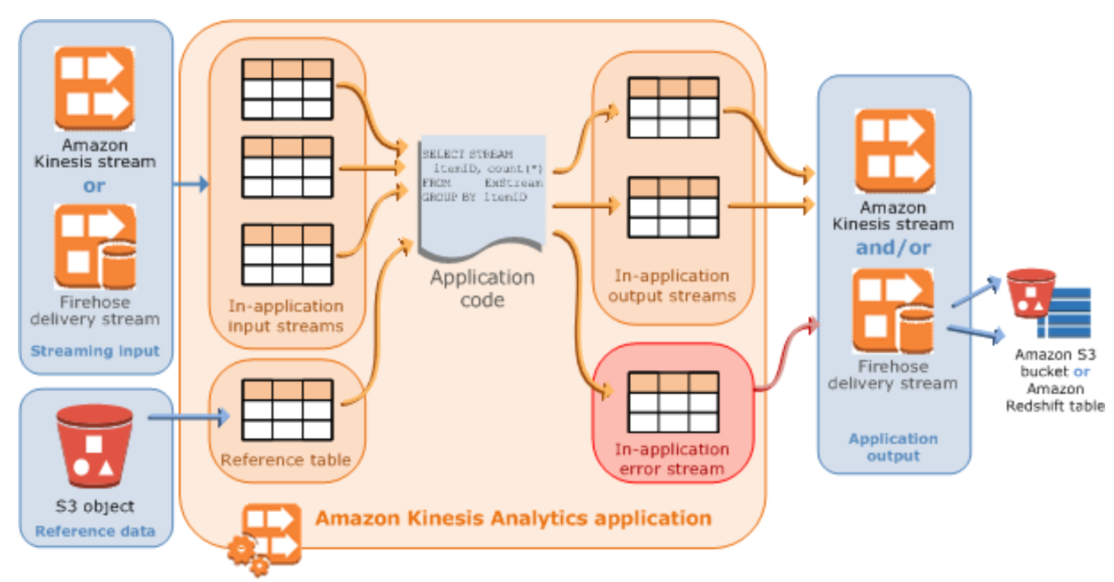 Amazon
Kinesis stream
or
Firehose
delivery stream
Streaming input
S3 object
Reference data
In-application
input streams
Reference table
SELECT STREAM
itemID, count(*)
FROM ExStream
GROUP BY itemID
Application
code
In-application
output streams
In-application
error stream
Amazon Kinesis Analytics application
Amazon
Kinesis stream
and/or
Firehose
delivery stream
Application
output
Amazon S3
bucket or
Amazon
Redshift table